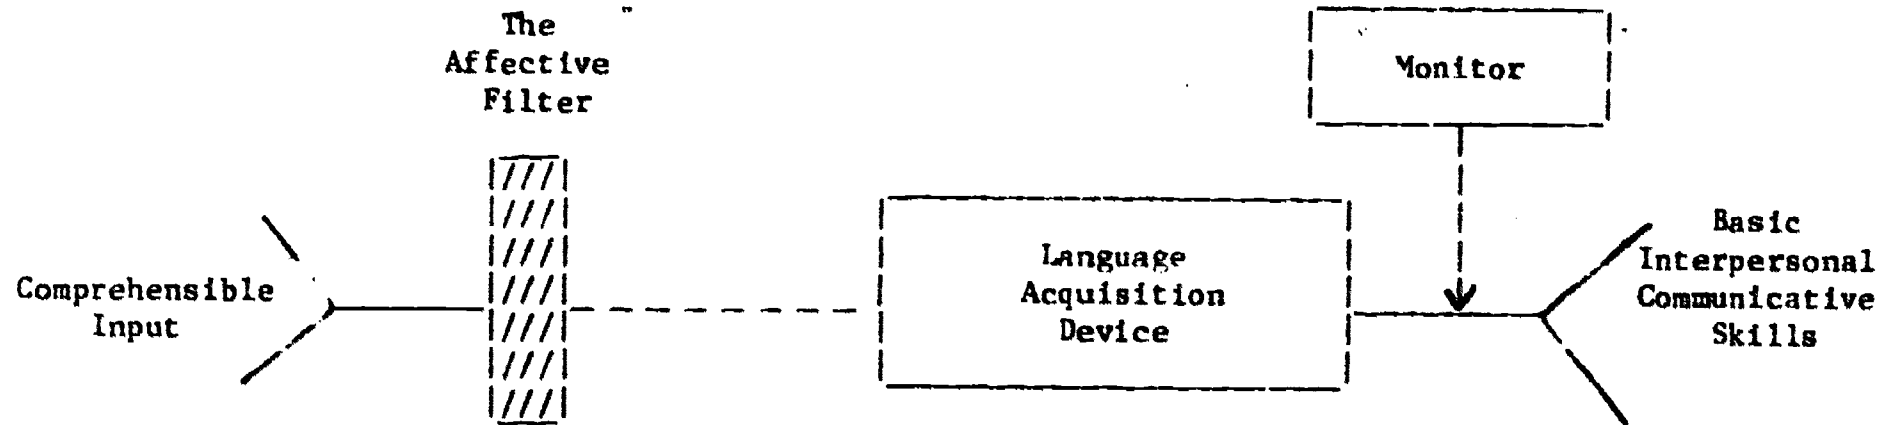 The
Affective
Filter
Monitor
Comprehensible
Input
Language
Acquisition
Device
Basic
Interpersonal
Communicative
Skills